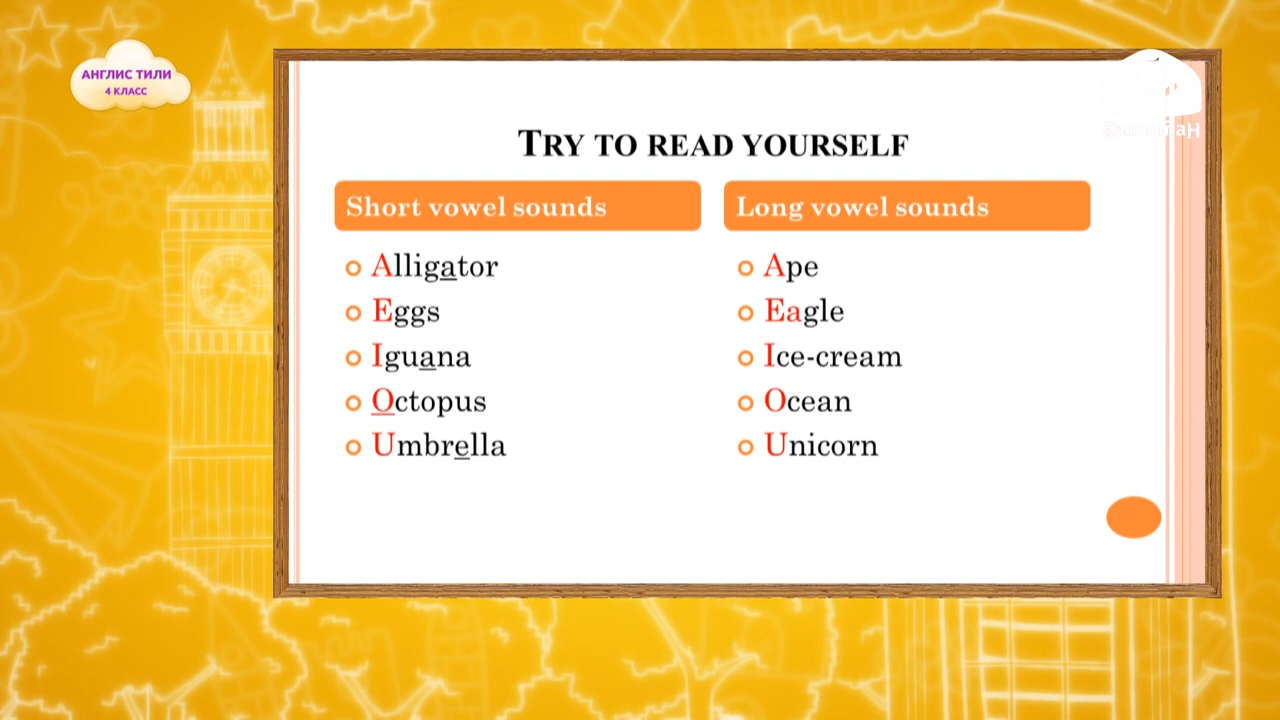 АНГЛИС ТИЛИ
4 КЛАСС
TRY TO READ YOURSELF
Short vowel sounds
Alligator
Eggs
Iguana
Octopus
Umbrella
Long vowel sounds
Ape
Eagle
Ice-cream
Ocean
Unicorn